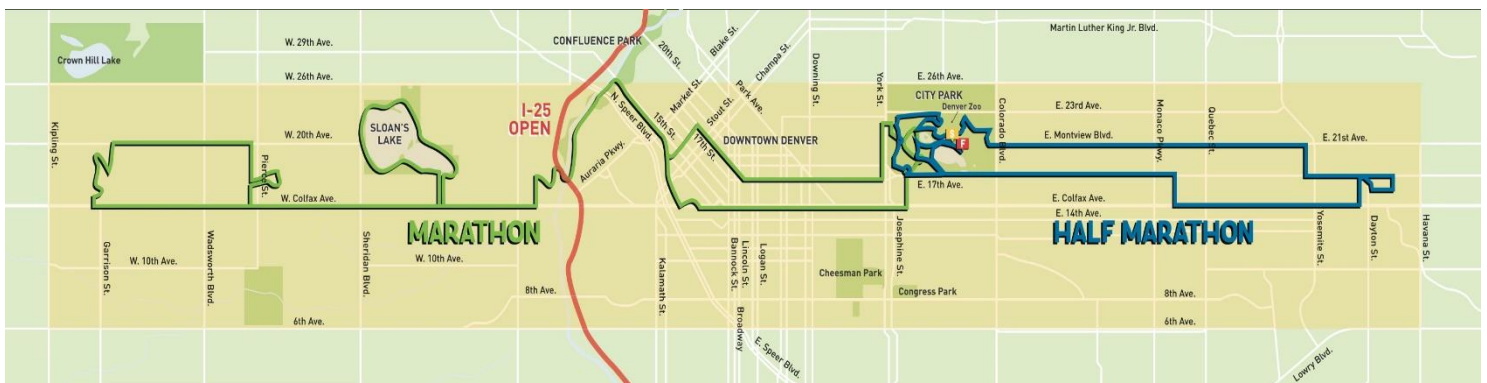 Martin Luther King Jr. Blvd.
W. 29th Ave.
CONFLUENCE PARK
20th St.
Blake St.
Champa St.
Downing St.
Crown Hill Lake
W. 26th Ave.
Market St.
Park Ave.
York St.
E. 26th Ave.
CITY PARK
Denver Zoo
Colorado Blvd.
E. 23rd Ave.
Monaco Pkwy.
Quebec St.
I-25
OPEN
N. Speer Blvd.
15th St.
Stout St.
17th St.
Kipling St.
W. 20th Ave.
SLOAN'S
LAKE
DOWNTOWN DENVER
E. Montview Blvd.
E. 21st Ave.
Auraria Pkwy.
F
Pierce St.
W. Colfax Ave.
E. 17th Ave.
E. Colfax Ave.
E. 14th Ave.
MARATHON
HALF MARATHON
Garrison St.
Wadsworth Blvd.
Sheridan Blvd.
W. 10th Ave.
W. 10th Ave.
Kalamath St.
Bannock St.
Lincoln St.
Logan St.
Josephine St.
Yosemite St.
Dayton St.
Havana St.
Cheesman Park
Congress Park
8th Ave.
8th Ave.
Broadway
6th Ave.
6th Ave.
E. Speer Blvd.
Lowry Blvd.